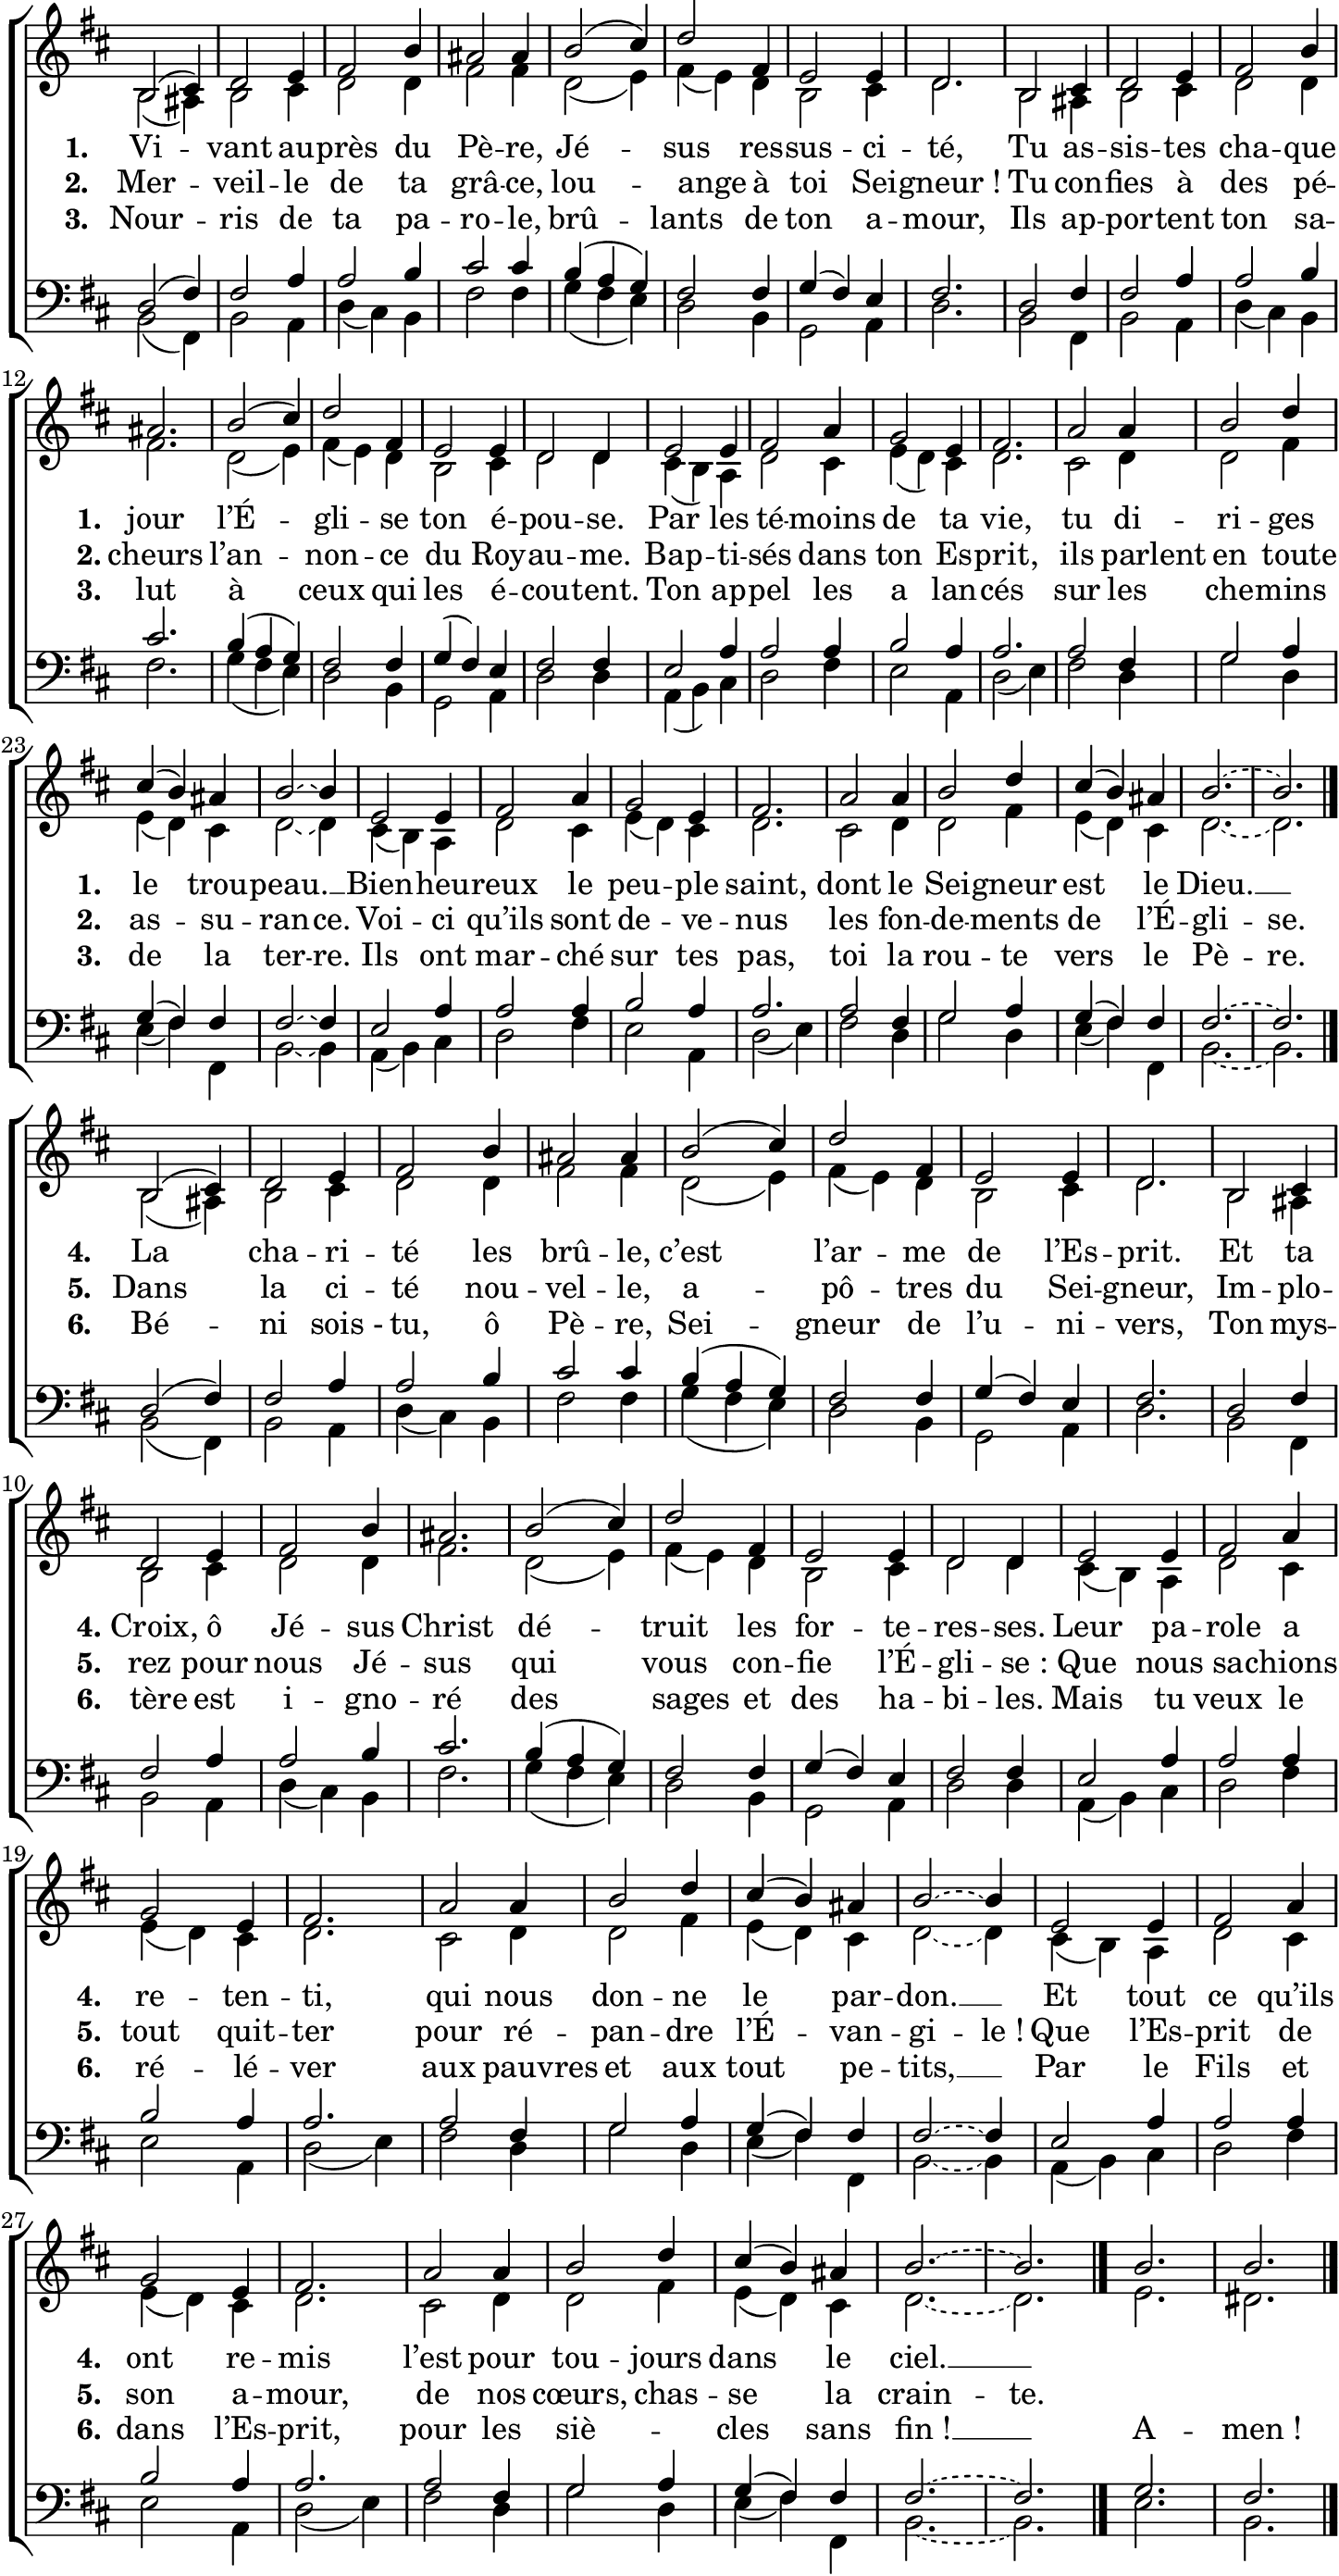 1. Vi – vant auprès du Pè – re, Jé – sus res – sus – ci – té, Tu as – sis – tes cha – que
2. Mer – veil – le de ta grâ – ce, lou – ange à toi Seigneur ! Tu confies à des pé –
3. Nour – ris de ta pa – ro – le, brû – lants de ton a – mour, Ils ap – portent ton sa –
12
1. jour l’É – gli – se ton é – pou – se. Par les té – moins de ta vie, tu di – ri – ges
2. cheurs l’an – non – ce du Roy – au – me. Bap – ti – sés dans ton Esprit, ils parlent en toute
3. lut à ceux qui les é – coutent. Ton appel les a lancés sur les chemins
23
1. le troupeau. Bienheureux le peu – ple saint, dont le Seigneur est le Dieu.
2. as – su – ran – ce. Voi – ci qu’ils sont de – ve – nus les fon – de – ments de l’É – gli – se.
3. de la ter – re. Ils ont mar – ché sur tes pas, toi la rou – te vers le Pè – re.
4. La cha – ri – té les brû – le, c’est l’ar – me de l’Es – prit. Et ta
5. Dans la ci – té nou – vel – le, a – pô – tres du Sei – gneur, Im – plo –
6. Bé – ni sois - tu, ô Pè – re, Sei – gneur de l’u – ni – vers, Ton mys –
10
4. Croix, ô Jé – sus Christ dé – truit les for – te – res – ses. Leur pa – role a
5. rez pour nous Jé – sus qui vous con – fie l’É – gli – se : Que nous sachions
6. tère est i – gno – ré des sages et des ha – bi – les. Mais tu veux le
19
4. re – ten – ti, qui nous don – ne le par – don. Et tout ce qu’ils
5. tout quit – ter pour ré – pan – dre l’É – van – gi – le ! Que l’Es – prit de
6. ré – lé – ver aux pauvres et aux tout pe – tits, Par le Fils et
27
4. ont re – mis l’est pour tou – jours dans le ciel.
5. son a – mour, de nos cœurs, chas – se la crain – te.
6. dans l’Es – prit, pour les siè – cles sans fin ! A – men !